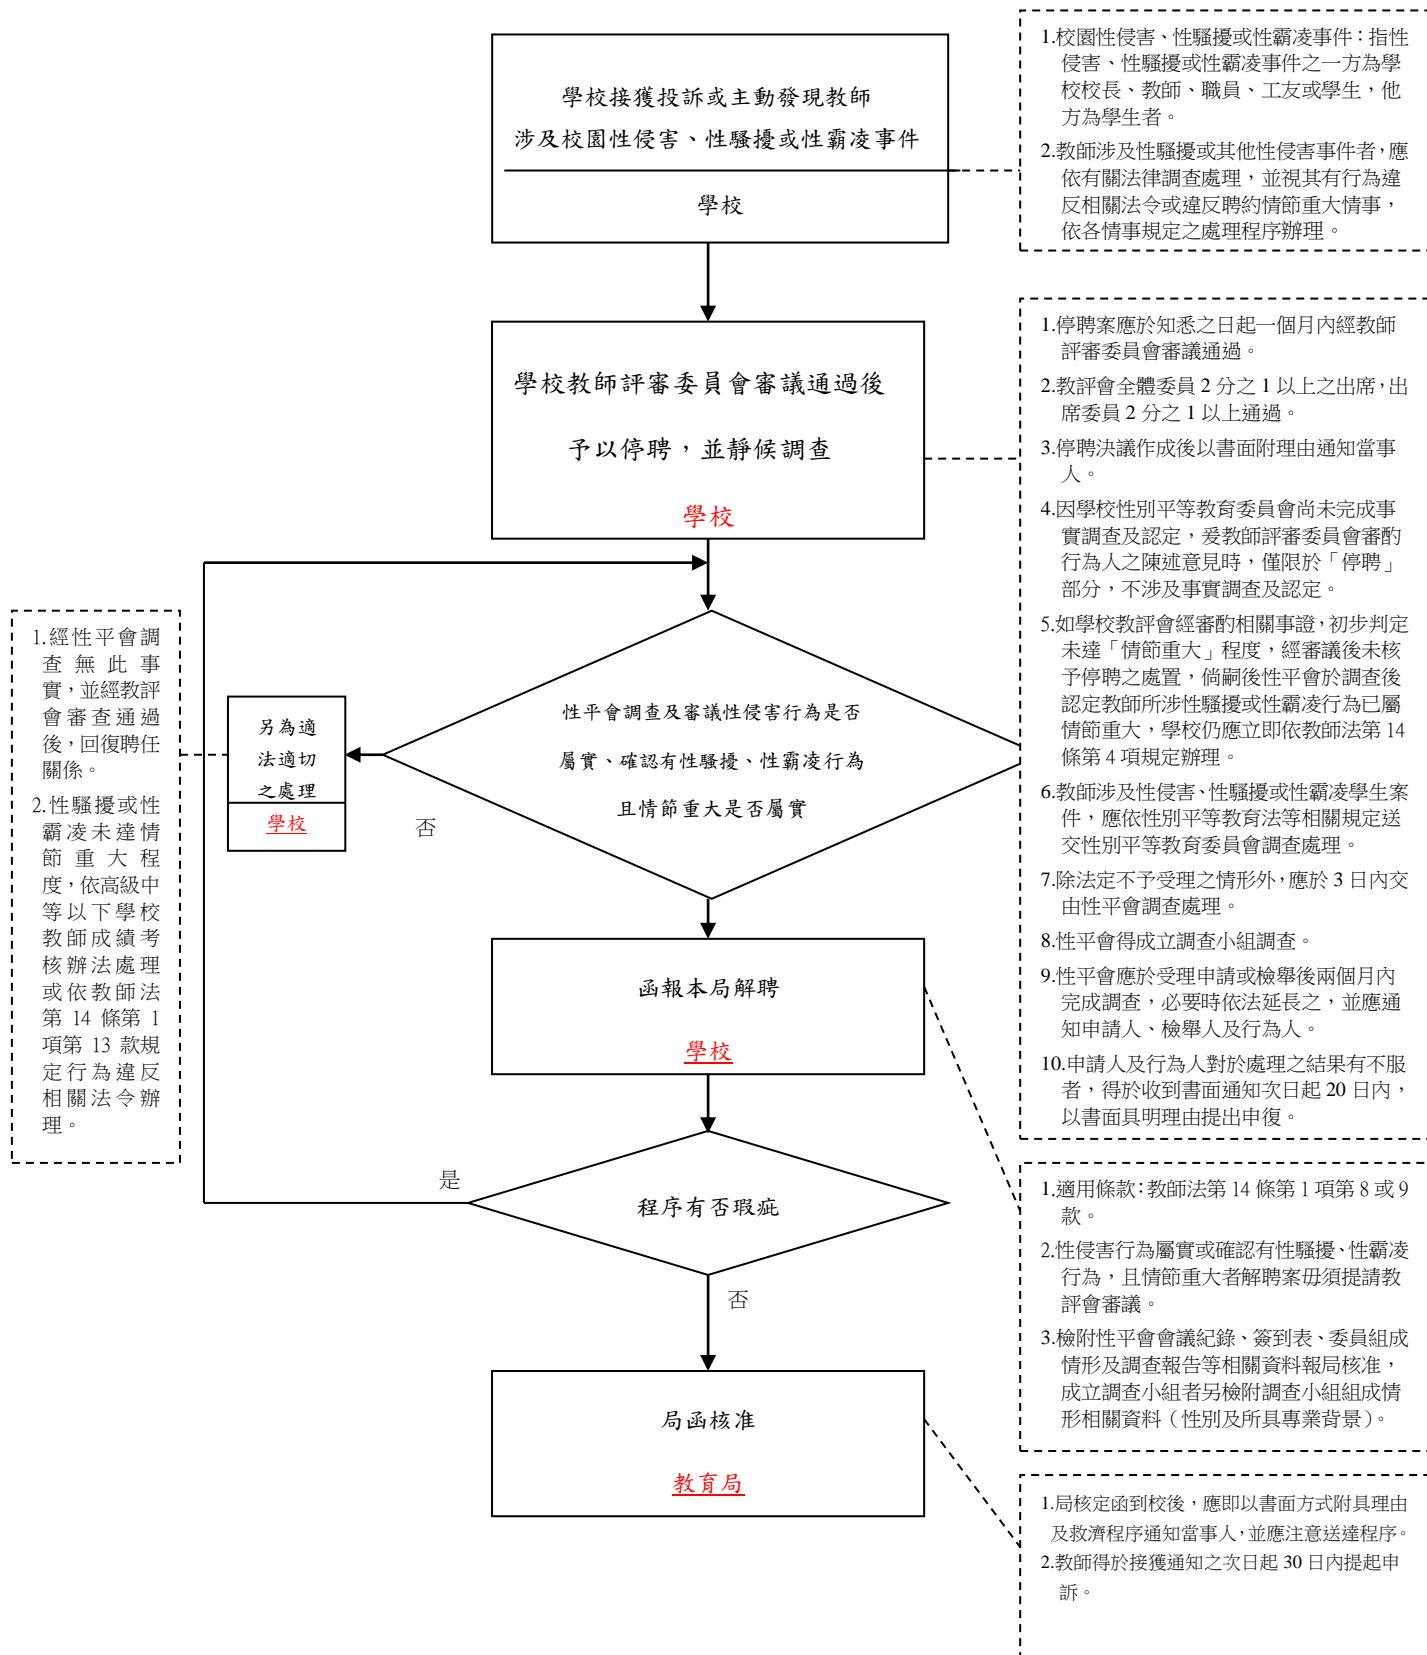 學校接獲投訴或主動發現教師
涉及校園性侵害、性騷擾或性霸凌事件
學校
1.校園性侵害、性騷擾或性霸凌事件：指性
侵害、性騷擾或性霸凌事件之一方為學
校校長、教師、職員、工友或學生，他
方為學生者。
2.教師涉及性騷擾或其他性侵害事件者，應
依有關法律調查處理，並視其有行為違
反相關法令或違反聘約情節重大情事，
依各情事規定之處理程序辦理。
學校教師評審委員會審議通過後
予以停聘，並靜候調查
學校
1.停聘案應於知悉之日起一個月內經教師
評審委員會審議通過。
2.教評會全體委員 2 分之 1 以上之出席，出
席委員 2 分之 1 以上通過。
3.停聘決議作成後以書面附理由通知當事
人。
4.因學校性別平等教育委員會尚未完成事
實調查及認定，爰教師評審委員會審酌
行為人之陳述意見時，僅限於「停聘」
部分，不涉及事實調查及認定。
5.如學校教評會經審酌相關事證，初步判定
未達「情節重大」程度，經審議後未核
予停聘之處置，倘嗣後性平會於調查後
認定教師所涉性騷擾或性霸凌行為已屬
情節重大，學校仍應立即依教師法第 14
條第 4 項規定辦理。
6.教師涉及性侵害、性騷擾或性霸凌學生案
件，應依性別平等教育法等相關規定送
交性別平等教育委員會調查處理。
7.除法定不予受理之情形外，應於 3 日內交
由性平會調查處理。
8.性平會得成立調查小組調查。
9.性平會應於受理申請或檢舉後兩個月內
完成調查，必要時依法延長之，並應通
知申請人、檢舉人及行為人。
10.申請人及行為人對於處理之結果有不服
者，得於收到書面通知次日起 20 日內，
以書面具明理由提出申復。
1.經性平會調
查無此事
實，並經教評
會審查通過
後，回復聘任
關係。
2.性騷擾或性
霸凌未達情
節重大程
度，依高級中
等以下學校
教師成績考
核辦法處理
或依教師法
第 14 條第 1
項第 13 款規
定行為違反
相關法令辦
理。
另為適
法適切
之處理
學校
否
性平會調查及審議性侵害行為是否
屬實、確認有性騷擾、性霸凌行為
且情節重大是否屬實
函報本局解聘
學校
1.適用條款：教師法第 14 條第 1 項第 8 或 9
款。
2.性侵害行為屬實或確認有性騷擾、性霸凌
行為，且情節重大者解聘案毋須提請教
評會審議。
3.檢附性平會會議紀錄、簽到表、委員組成
情形及調查報告等相關資料報局核准，
成立調查小組者另檢附調查小組組成情
形相關資料（性別及所具專業背景）。
是
程序有否瑕疵
否
局函核准
教育局
1.局核定函到校後，應即以書面方式附具理由
及救濟程序通知當事人，並應注意送達程序。
2.教師得於接獲通知之次日起 30 日內提起申
訴。